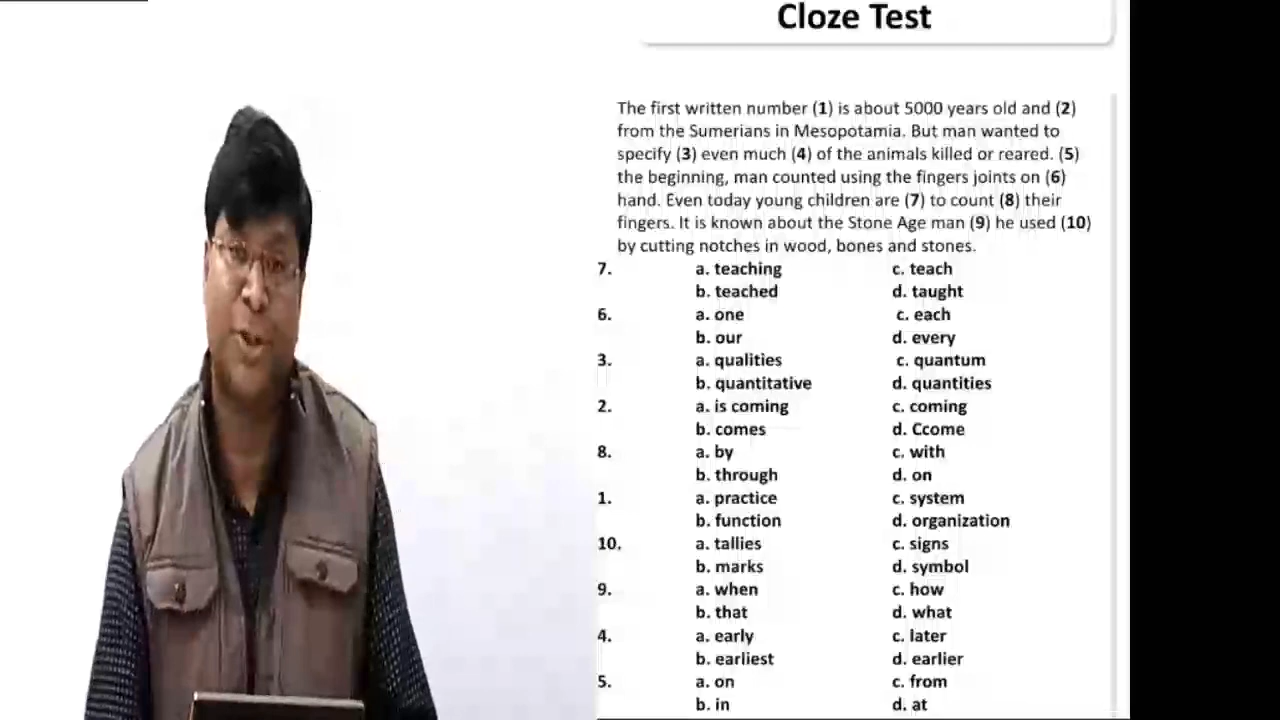 Cloze Test
The first written number (1) is about 5000 years old and (2)
from the Sumerians in Mesopotamia. But man wanted to
specify (3) even much (4) of the animals killed or reared. (5)
the beginning, man counted using the fingers joints on (6)
hand. Even today young children are (7) to count (8) their
fingers. It is known about the Stone Age man (9) he used (10)
by cutting notches in wood, bones and stones.
7. a. teaching c. teach
b. teached d. taught
6. a. one c. each
b. our d. every
3. a. qualities c. quantum
b. quantitative d. quantities
2. a. is coming c. coming
b. comes d. Ccome
8. a. by c. with
b. through d. on
1. a. practice c. system
b. function d. organization
10. a. tallies c. signs
b. marks d. symbol
9. a. when c. how
b. that d. what
4. a. early c. later
b. earliest d. earlier
5. a. on c. from
b. in d. at